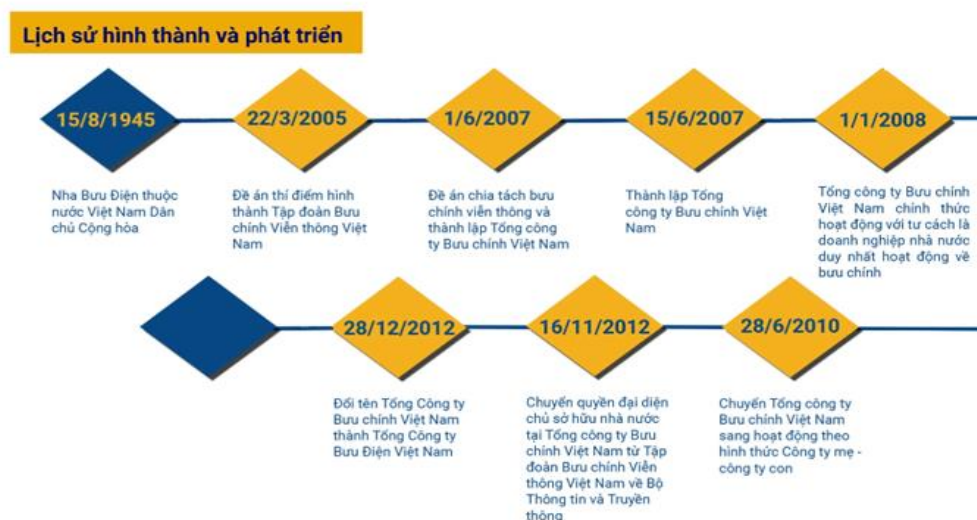 Lịch sử hình thành và phát triển
15/8/1945
22/3/2005
1/6/2007
15/6/2007
1/1/2008
Nha Bưu Điện thuộc
nước Việt Nam Dân
chủ Cộng hòa
Đề án thí điểm hình
thành Tập đoàn Bưu
chính Viễn thông Việt
Nam
Đề án chia tách bưu
chính viễn thông và
thành lập Tổng công
ty Bưu chính Việt Nam
Thành lập Tổng
công ty Bưu chính Việt
Nam
Tổng công ty Bưu chính
Việt Nam chính thức
hoạt động với tư cách là
doanh nghiệp nhà nước
duy nhất hoạt động về
bưu chính
28/12/2012
16/11/2012
28/6/2010
Đổi tên Tổng Công ty
Bưu chính Việt Nam
thành Tổng Công ty
Bưu Điện Việt Nam
Chuyển quyền đại diện
chủ sở hữu nhà nước
tại Tổng công ty Bưu
chính Việt Nam từ Tập
đoàn Bưu chính Viễn
thông Việt Nam về Bộ
Thông tin và Truyền
thông
Chuyển Tổng công ty
Bưu chính Việt Nam
sang hoạt động theo
hình thức Công ty mẹ -
công ty con